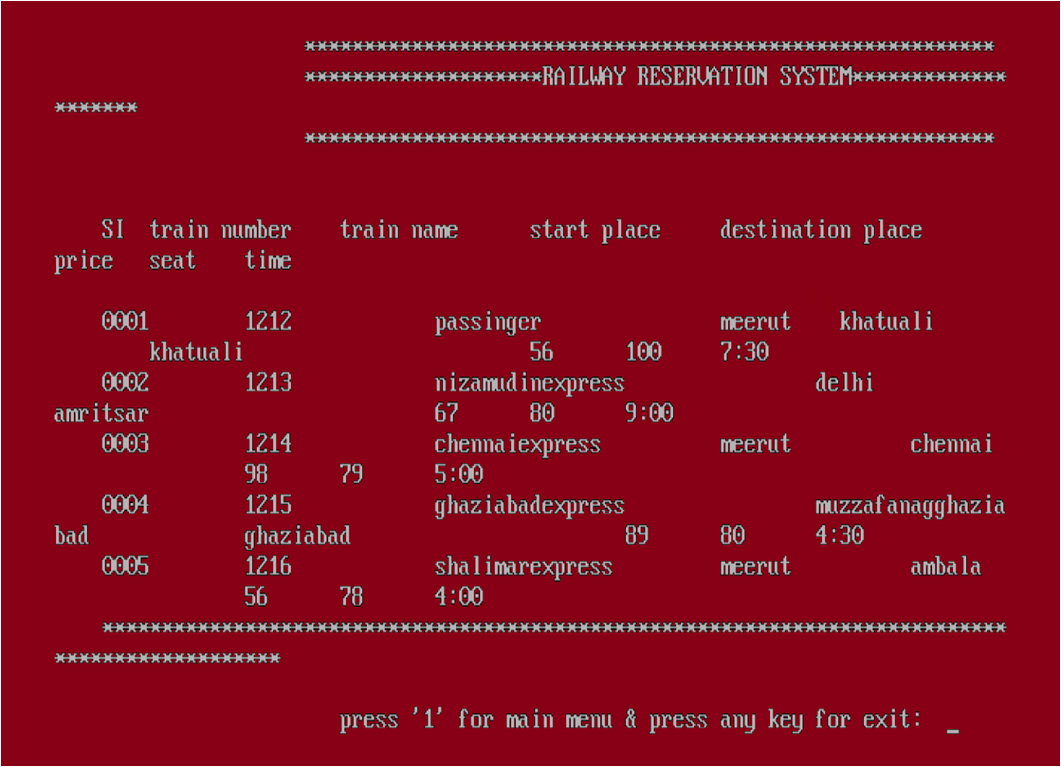 **********************************************************
********************RAILWAY RESERVATION SYSTEM*************
*******
**********************************************************
SI train number train name start place destination place
price seat time
0001 1212 passinger meerut khatuali
khatuali 56 100 7:30
0002 1213 nizamudinexpress delhi
amritsar 67 80 9:00
0003 1214 chennaiexpress meerut chennai
98 79 5:00
0004 1215 ghaziabadexpress muzzafanagghazia
bad ghaziabad 89 80 4:30
0005 1216 shalimarexpress meerut ambala
56 78 4:00
****************************************************************************
*******************
press '1' for main menu & press any key for exit: _